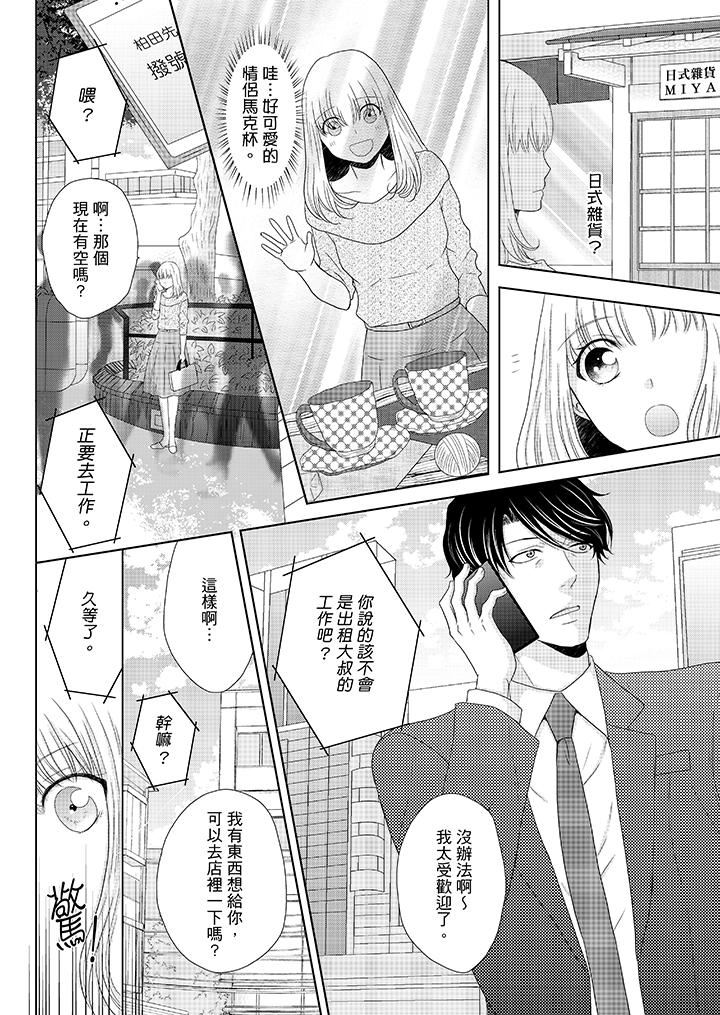 日式雜貨
MIYA
日式雜貨？
哇…好可愛的
情侶馬克杯。
柏田先
撥號
喂？
啊…那個
現在有空嗎？
正要去工作。
你說的該不會
是出租大叔的
工作吧？
沒辦法啊～
我太受歡迎了。
這樣啊…
幹嘛？
我有東西想給你，
可以去店裡一下嗎？
久等了。
驚！